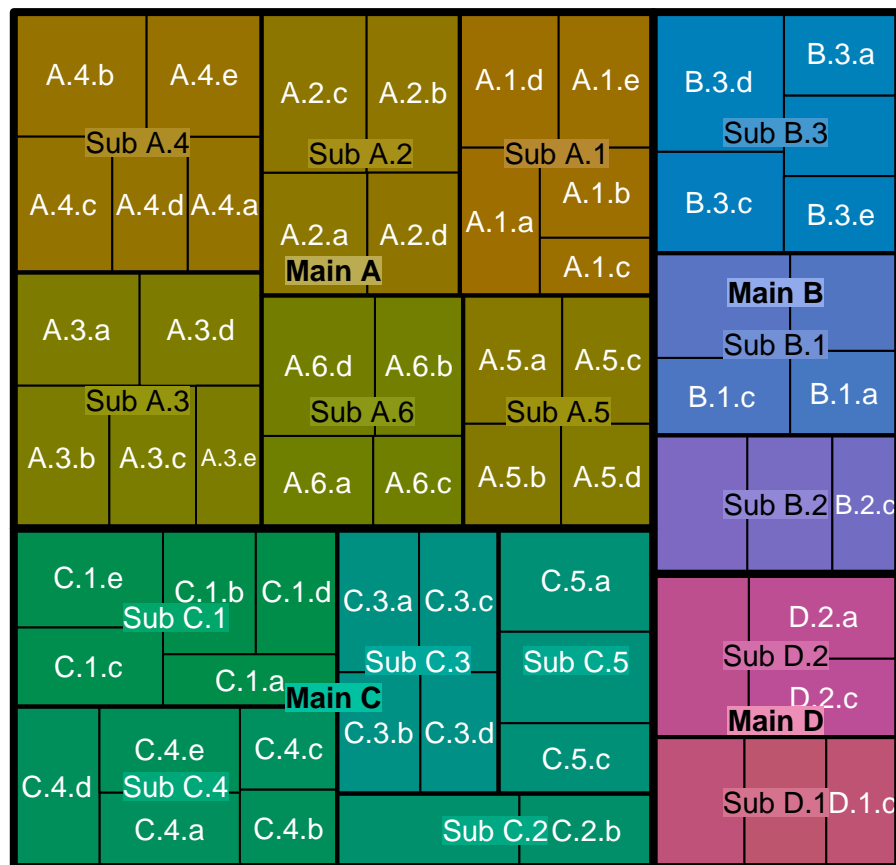 A.4.b
A.4.e
Sub A.4
A.4.c
A.4.d
A.4.a
A.2.c
A.2.b
Sub A.2
A.2.a
A.2.d
A.1.d
A.1.e
Sub A.1
A.1.a
A.1.b
A.1.c
Main A
A.3.a
A.3.d
Sub A.3
A.3.b
A.3.c
A.3.e
A.6.d
A.6.b
Sub A.6
A.6.a
A.6.c
A.5.a
A.5.c
Sub A.5
A.5.b
A.5.d
B.3.d
B.3.a
Sub B.3
B.3.c
B.3.e
Main B
Sub B.1
B.1.c
B.1.a
Sub B.2
B.2.c
C.1.e
C.1.b
C.1.d
Sub C.1
C.1.c
C.1.a
C.3.a
C.3.c
Sub C.3
C.3.b
C.3.d
C.5.a
Sub C.5
C.5.c
Main C
C.4.d
C.4.e
C.4.c
Sub C.4
C.4.a
C.4.b
Sub C.2
C.2.b
D.2.a
Sub D.2
D.2.c
Main D
Sub D.1